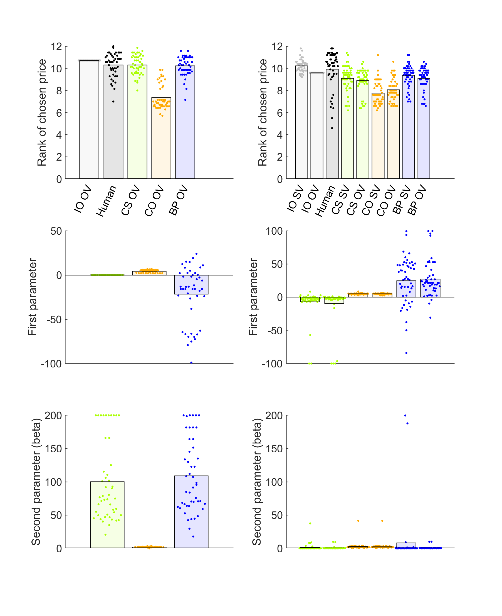 12
10
8
6
4
2
0
Rank of chosen price
IO OV
Human
CS OV
CO OV
BP OV
12
10
8
6
4
2
0
Rank of chosen price
IO SV
IO OV
Human
CS SV
CS OV
CO SV
CO OV
BP SV
BP OV
50
0
-50
-100
First parameter
100
50
0
-50
-100
First parameter
200
150
100
50
0
Second parameter (beta)
200
150
100
50
0
Second parameter (beta)